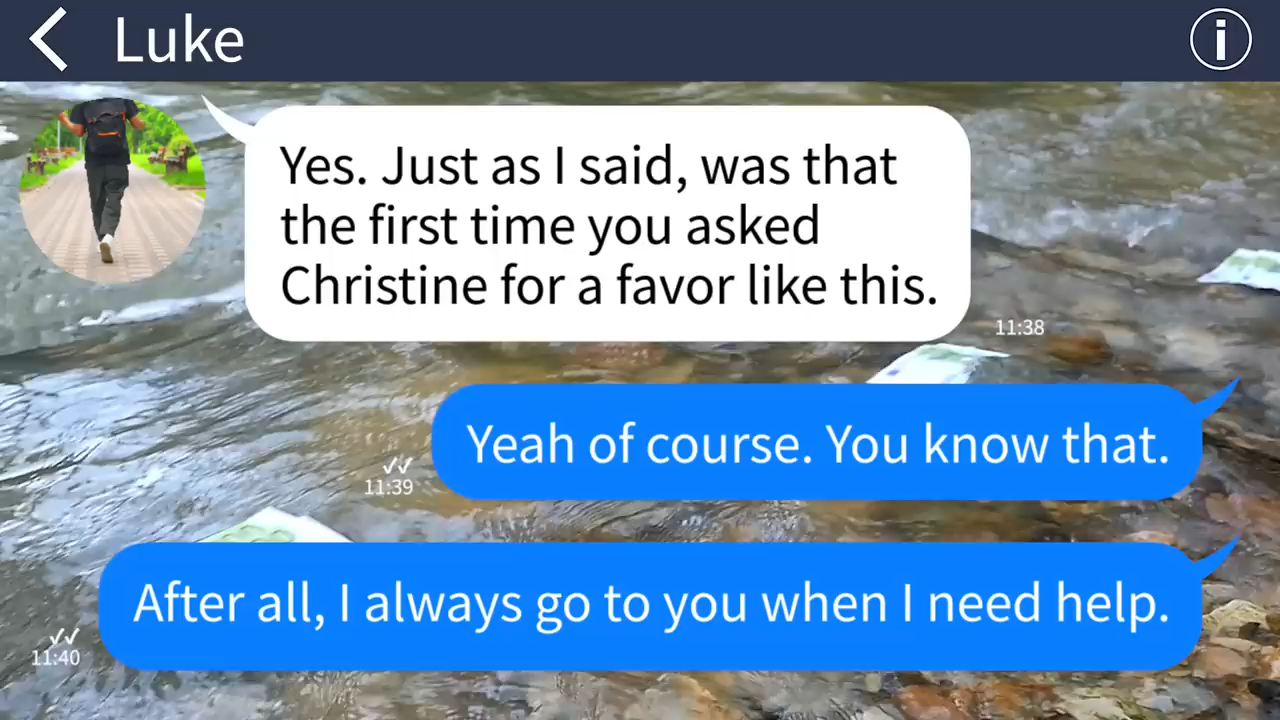 Luke
Yes. Just as I said, was that
the first time you asked
Christine for a favor like this.
11:38
Yeah of course. You know that.
11:39
After all, I always go to you when I need help.
11:40